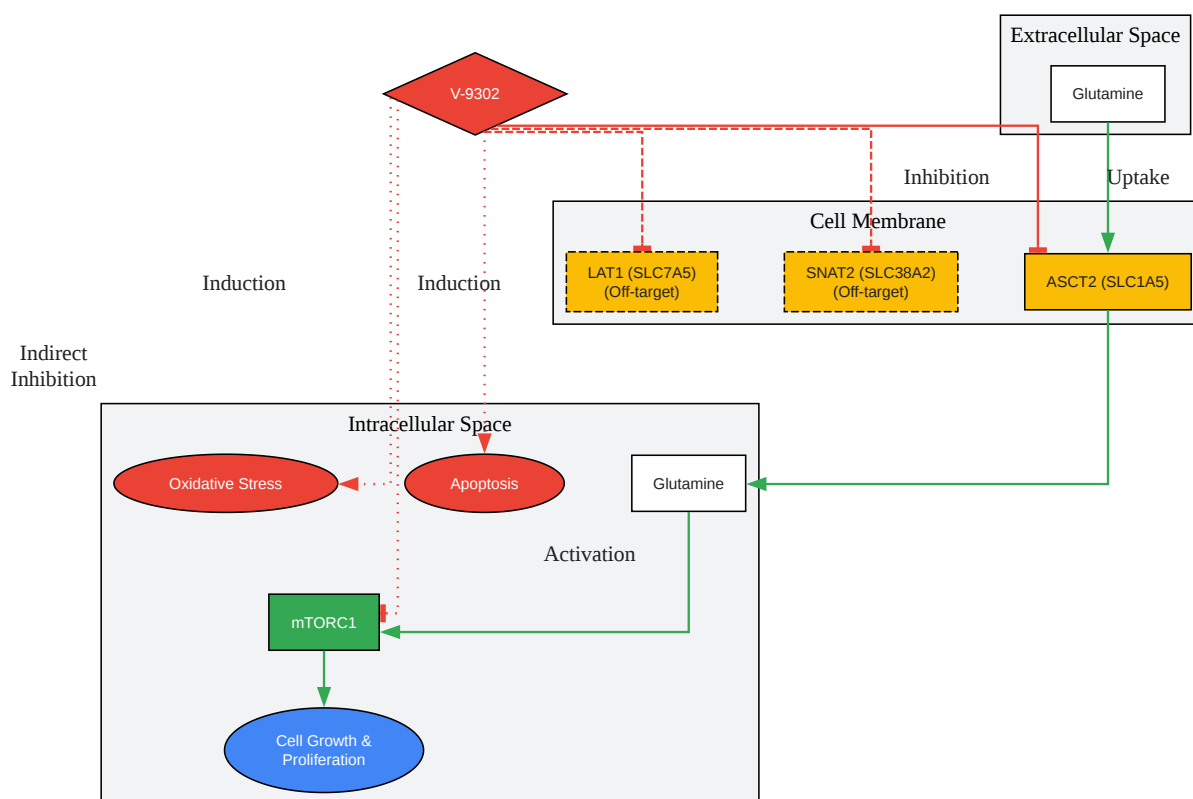 Extracellular Space
V-9302
Glutamine
Inhibition
Uptake
Cell Membrane
LAT1 (SLC7A5)
(Off-target)
SNAT2 (SLC38A2)
(Off-target)
ASCT2 (SLC1A5)
Induction
Induction
Indirect
Inhibition
Intracellular Space
Oxidative Stress
Apoptosis
Glutamine
Activation
mTORC1
Cell Growth &
Proliferation